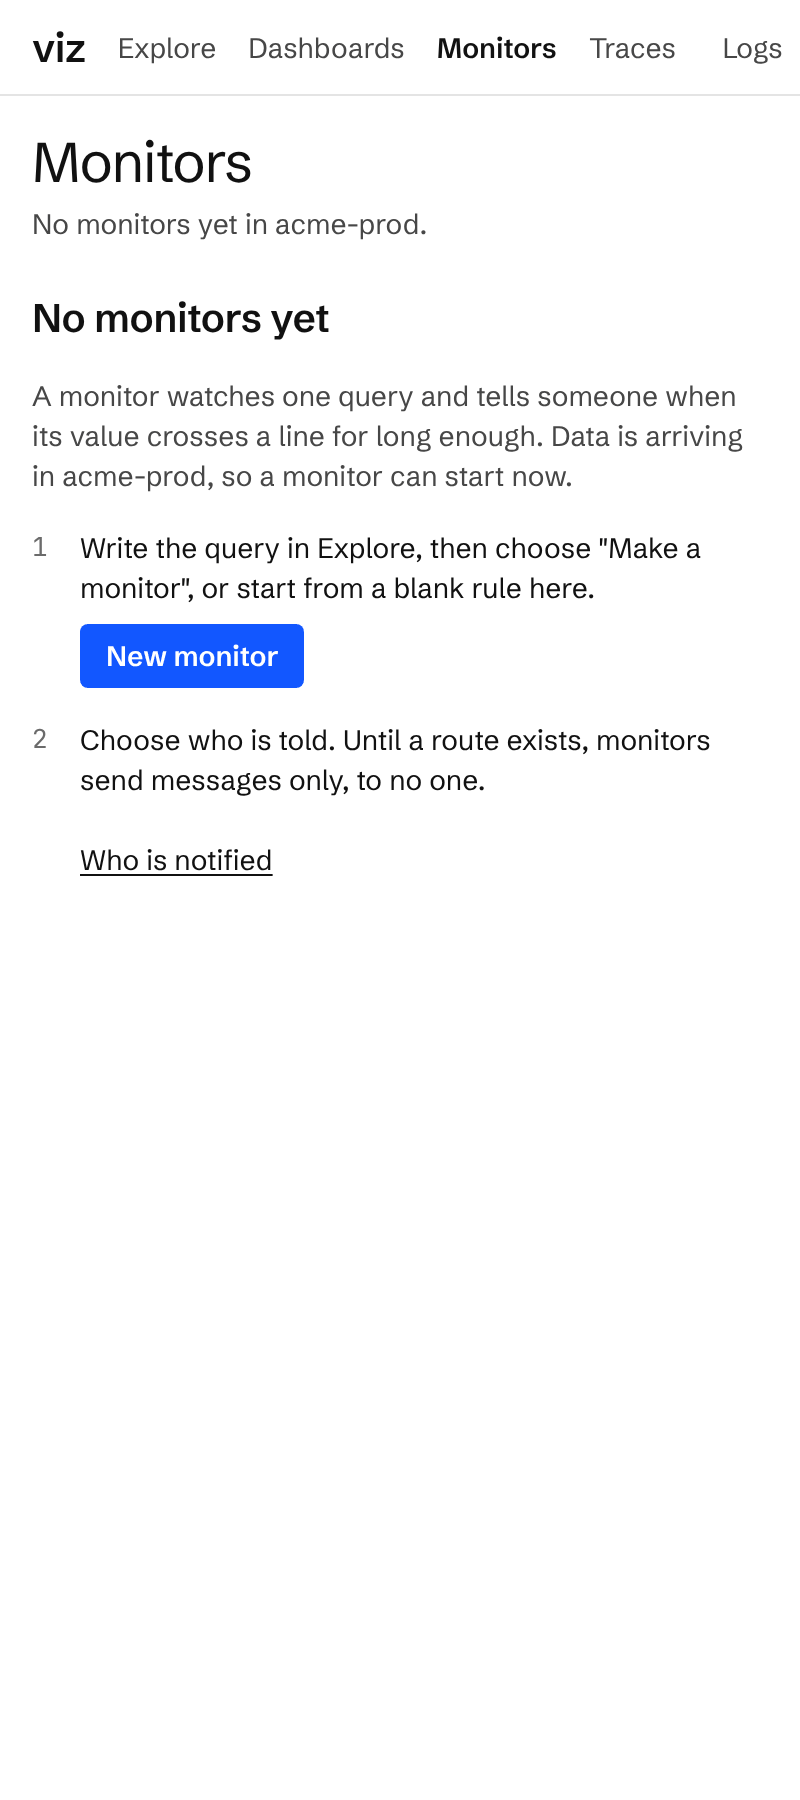 viz Explore Dashboards Monitors Traces Logs
Monitors
No monitors yet in acme-prod.
No monitors yet
A monitor watches one query and tells someone when
its value crosses a line for long enough. Data is arriving
in acme-prod, so a monitor can start now.
1 Write the query in Explore, then choose "Make a
monitor", or start from a blank rule here.
New monitor
2 Choose who is told. Until a route exists, monitors
send messages only, to no one.
Who is notified